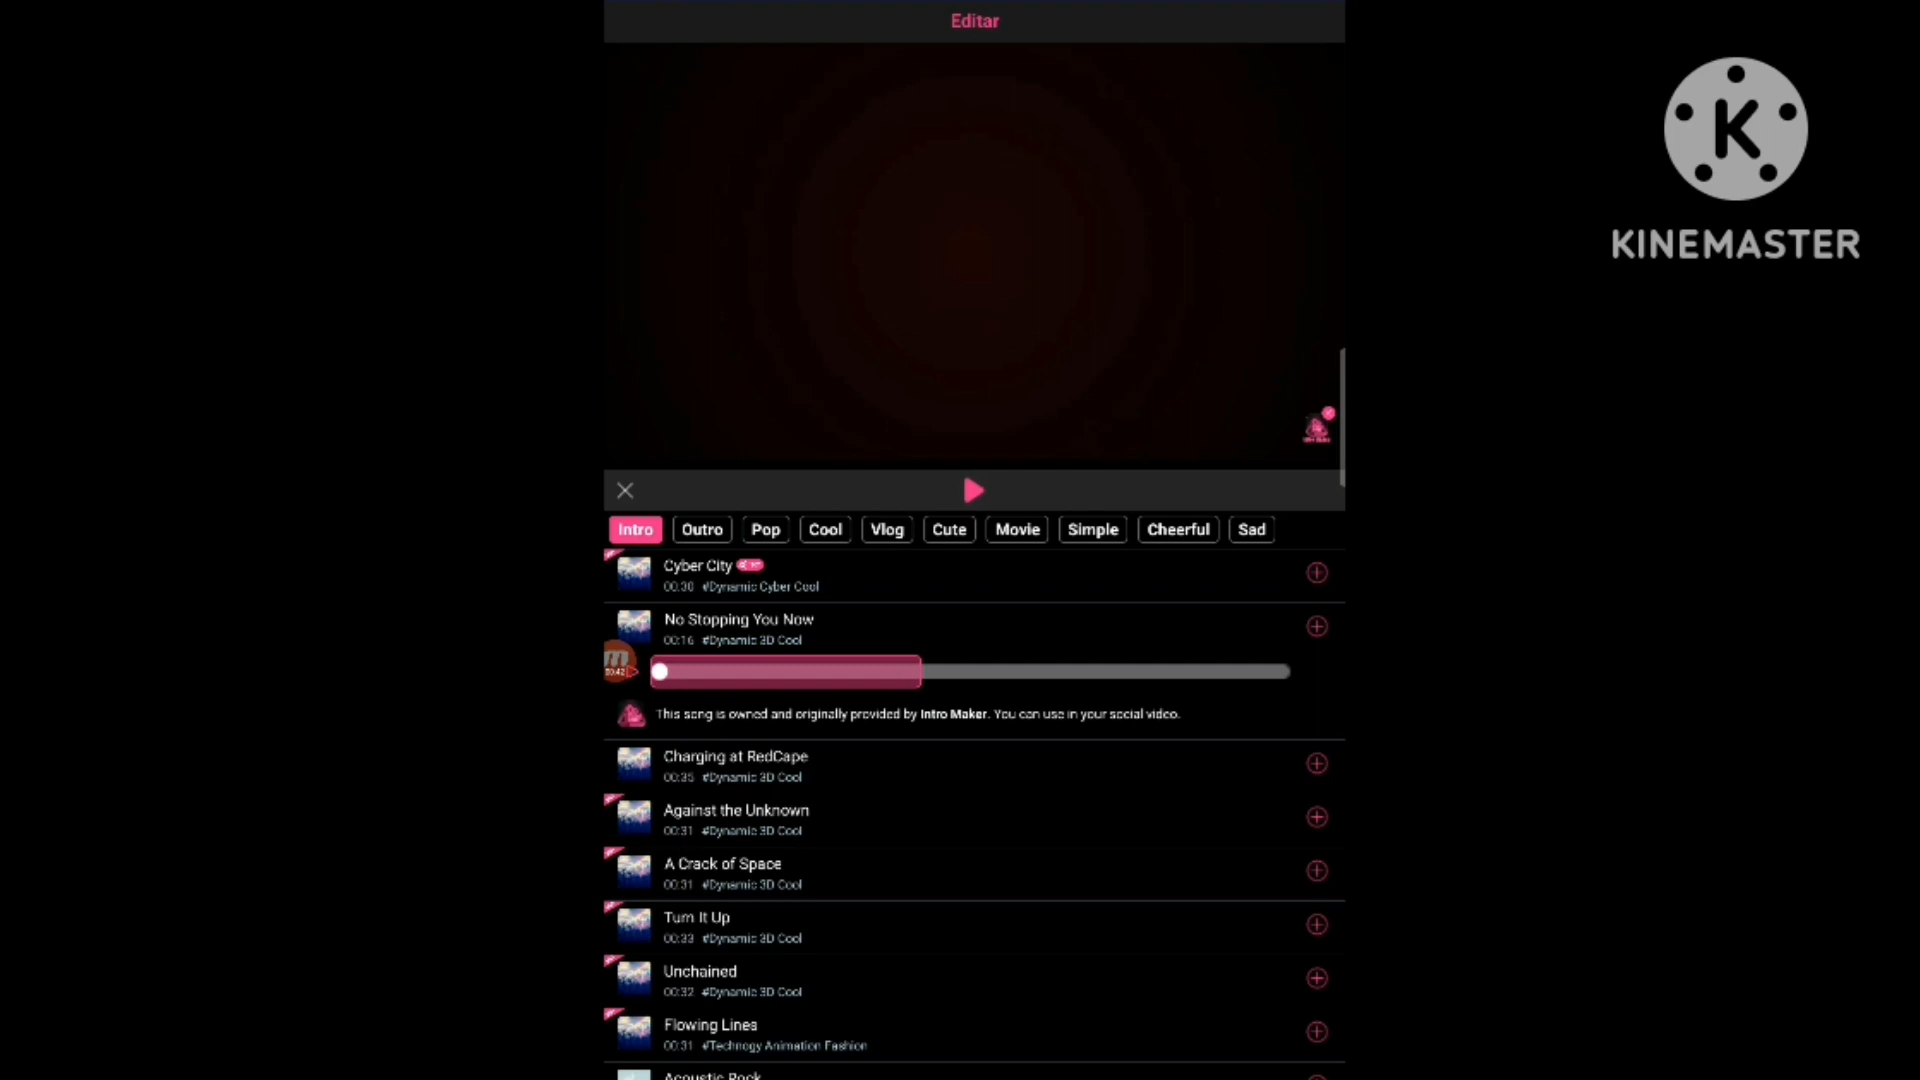 Editar
KINEMASTER
Intro Outro Pop Cool Vlog Cute Movie Simple Cheerful Sad
Cyber City
00:30 #Dynamic Cyber Cool
No Stopping You Now
00:16 #Dynamic 3D Cool
00:42
This song is owned and originally provided by Intro Maker. You can use in your social video.
Charging at RedCape
00:35 #Dynamic 3D Cool
Against the Unknown
00:31 #Dynamic 3D Cool
A Crack of Space
00:31 #Dynamic 3D Cool
Turn It Up
00:33 #Dynamic 3D Cool
Unchained
00:32 #Dynamic 3D Cool
Flowing Lines
00:31 #Technogy Animation Fashion
Acoustic Rock